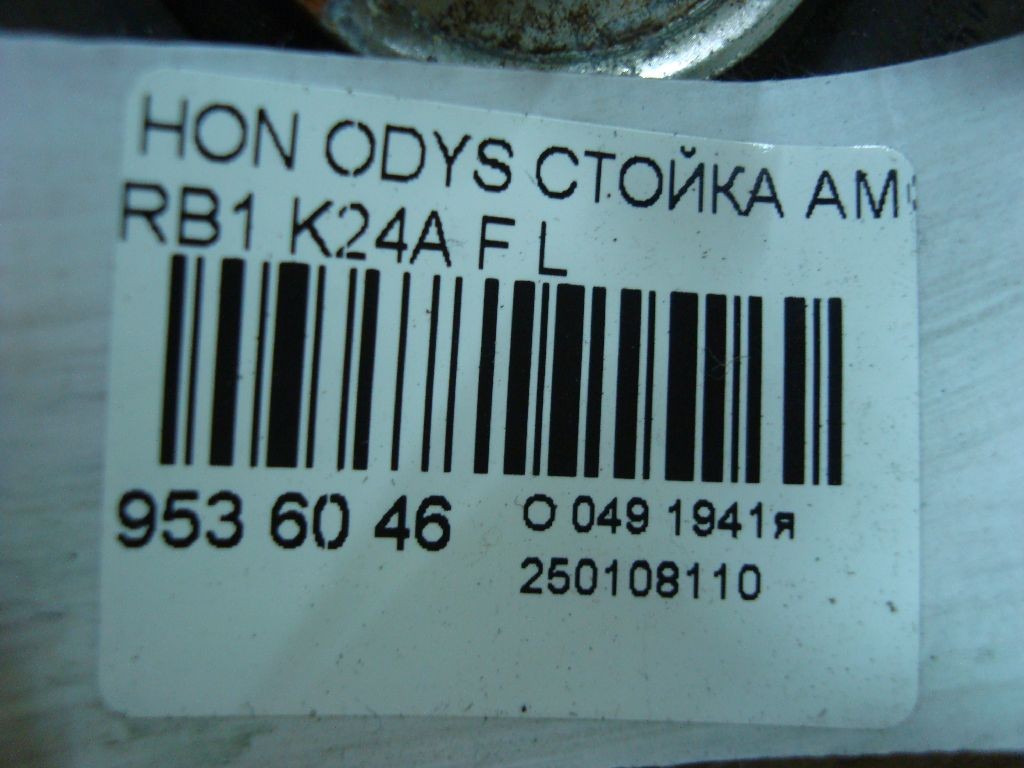 HON ODYS СТОЙКА АМ
RB1 K24A F L
953 60 46
О 049 1941я
250108110